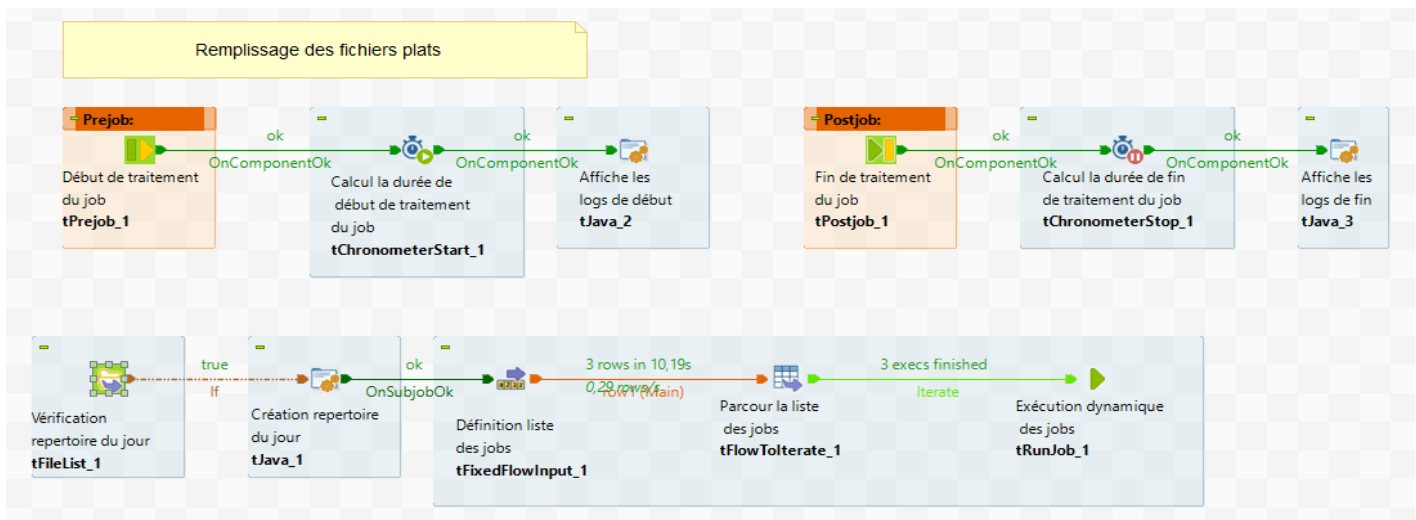 Remplissage des fichiers plats
Prejob:
ok
OnComponentOk
ok
OnComponentOk
Début de traitement
du job
tPrejob_1
Calcul la durée de
début de traitement
du job
tChronometerStart_1
Affiche les
logs de début
tJava_2
Postjob:
ok
OnComponentOk
ok
OnComponentOk
Fin de traitement
du job
tPostjob_1
Calcul la durée de fin
de traitement du job
tChronometerStop_1
Affiche les
logs de fin
tJava_3
true
If
ok
OnSubjobOk
3 rows in 10,19s
0,29 rows/s
row1 (Main)
3 execs finished
Iterate
Vérification
repertoire du jour
tFileList_1
Création repertoire
du jour
tJava_1
Définition liste
des jobs
tFixedFlowInput_1
Parcour la liste
des jobs
tFlowToIterate_1
Exécution dynamique
des jobs
tRunJob_1